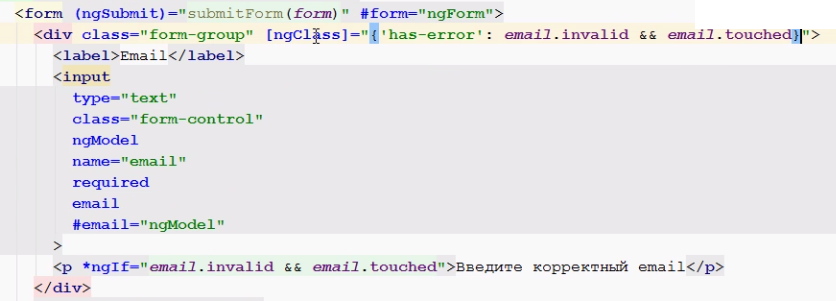 <form (ngSubmit)="submitForm(form)" #form="ngForm">
<div class="form-group" [ngClass]="{'has-error': email.invalid && email.touched}">
<label>Email</label>
<input
type="text"
class="form-control"
ngModel
name="email"
required
email
#email="ngModel"
>
<p *ngIf="email.invalid && email.touched">Введите корректный email</p>
</div>